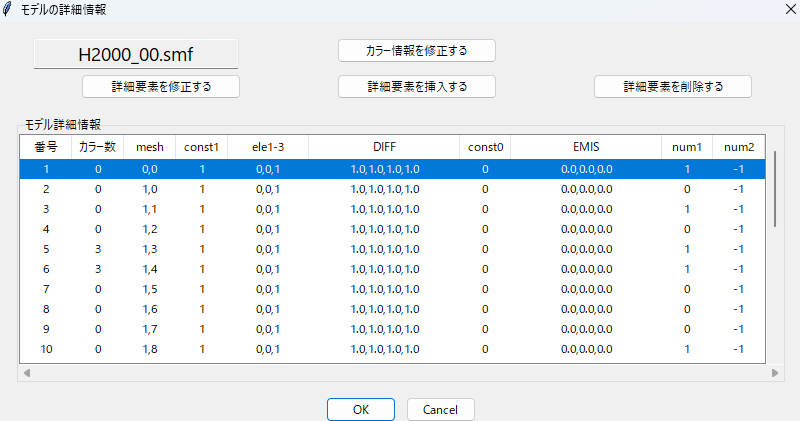 モデルの詳細情報
H2000_00.smf
カラー情報を修正する
詳細要素を修正する 詳細要素を挿入する 詳細要素を削除する
モデル詳細情報
番号 カラー数 mesh const1 ele1-3 DIFF const0 EMIS num1 num2
1 0 0,0 1 0,0,1 1.0,1.0,1.0,1.0 0 0.0,0.0,0.0 1 -1
2 0 1,0 1 0,0,1 1.0,1.0,1.0,1.0 0 0.0,0.0,0.0 0 -1
3 0 1,1 1 0,0,1 1.0,1.0,1.0,1.0 0 0.0,0.0,0.0 1 -1
4 0 1,2 1 0,0,1 1.0,1.0,1.0,1.0 0 0.0,0.0,0.0 0 -1
5 3 1,3 1 0,0,1 1.0,1.0,1.0,1.0 0 0.0,0.0,0.0 1 -1
6 3 1,4 1 0,0,1 1.0,1.0,1.0,1.0 0 0.0,0.0,0.0 1 -1
7 0 1,5 1 0,0,1 1.0,1.0,1.0,1.0 0 0.0,0.0,0.0 0 -1
8 0 1,6 1 0,0,1 1.0,1.0,1.0,1.0 0 0.0,0.0,0.0 0 -1
9 0 1,7 1 0,0,1 1.0,1.0,1.0,1.0 0 0.0,0.0,0.0 0 -1
10 0 1,8 1 0,0,1 1.0,1.0,1.0,1.0 0 0.0,0.0,0.0 1 -1
OK Cancel